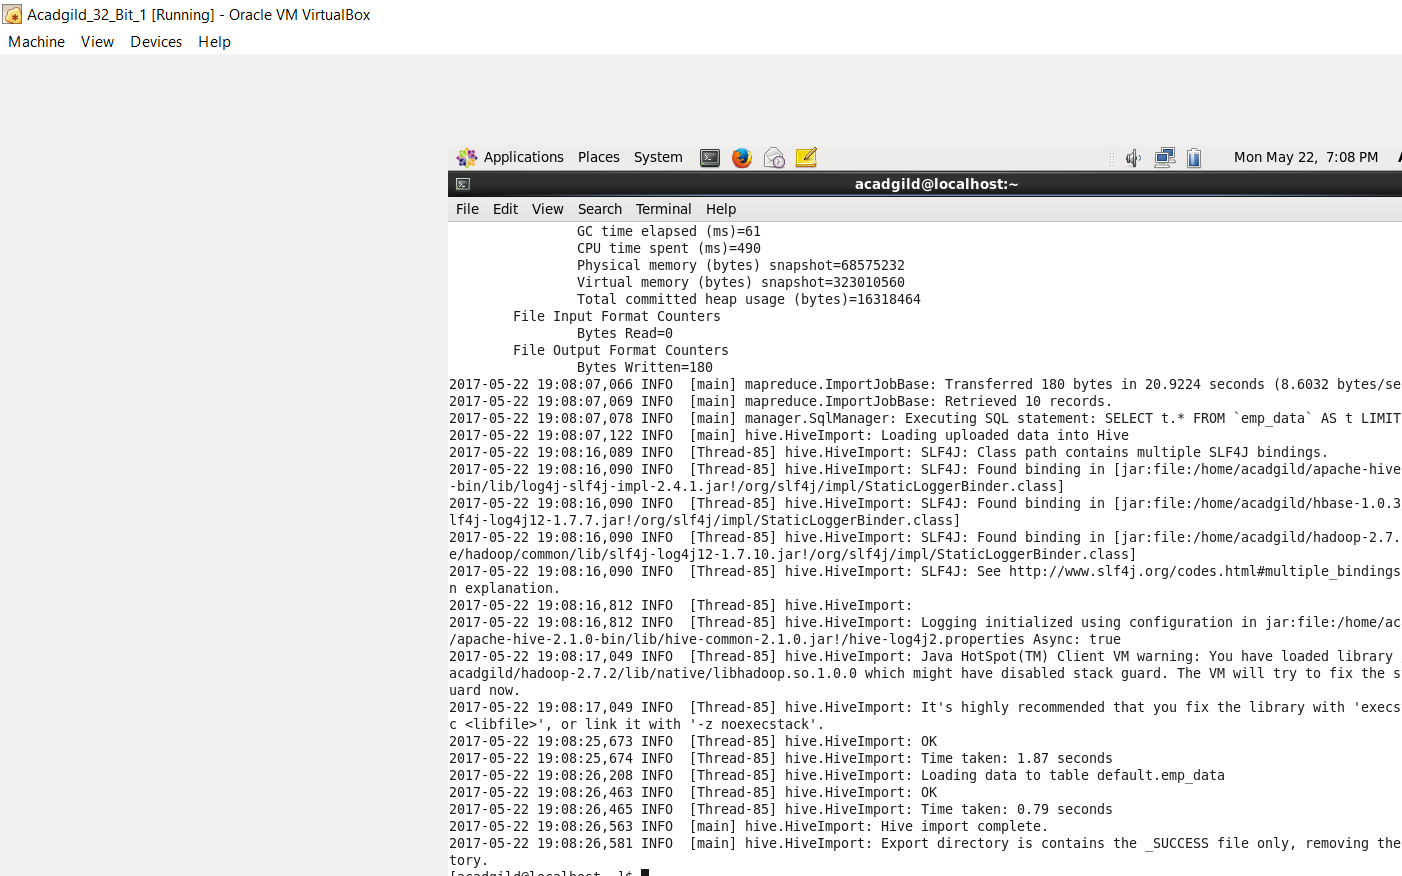 Acadgild_32_Bit_1 [Running] - Oracle VM VirtualBox
Machine View Devices Help
Applications Places System Mon May 22, 7:08 PM
acadgild@localhost:~
File Edit View Search Terminal Help
GC time elapsed (ms)=61
CPU time spent (ms)=490
Physical memory (bytes) snapshot=68575232
Virtual memory (bytes) snapshot=323010560
Total committed heap usage (bytes)=16318464
File Input Format Counters
Bytes Read=0
File Output Format Counters
Bytes Written=180
2017-05-22 19:08:07,066 INFO [main] mapreduce.ImportJobBase: Transferred 180 bytes in 20.9224 seconds (8.6032 bytes/se
2017-05-22 19:08:07,069 INFO [main] mapreduce.ImportJobBase: Retrieved 10 records.
2017-05-22 19:08:07,078 INFO [main] manager.SqlManager: Executing SQL statement: SELECT t.* FROM `emp_data` AS t LIMIT
2017-05-22 19:08:07,122 INFO [main] hive.HiveImport: Loading uploaded data into Hive
2017-05-22 19:08:16,089 INFO [Thread-85] hive.HiveImport: SLF4J: Class path contains multiple SLF4J bindings.
2017-05-22 19:08:16,090 INFO [Thread-85] hive.HiveImport: SLF4J: Found binding in [jar:file:/home/acadgild/apache-hive
-bin/lib/log4j-slf4j-impl-2.4.1.jar!/org/slf4j/impl/StaticLoggerBinder.class]
2017-05-22 19:08:16,090 INFO [Thread-85] hive.HiveImport: SLF4J: Found binding in [jar:file:/home/acadgild/hbase-1.0.3
lf4j-log4j12-1.7.7.jar!/org/slf4j/impl/StaticLoggerBinder.class]
2017-05-22 19:08:16,090 INFO [Thread-85] hive.HiveImport: SLF4J: Found binding in [jar:file:/home/acadgild/hadoop-2.7.
e/hadoop/common/lib/slf4j-log4j12-1.7.10.jar!/org/slf4j/impl/StaticLoggerBinder.class]
2017-05-22 19:08:16,090 INFO [Thread-85] hive.HiveImport: SLF4J: See http://www.slf4j.org/codes.html#multiple_bindings
n explanation.
2017-05-22 19:08:16,812 INFO [Thread-85] hive.HiveImport:
2017-05-22 19:08:16,812 INFO [Thread-85] hive.HiveImport: Logging initialized using configuration in jar:file:/home/ac
/apache-hive-2.1.0-bin/lib/hive-common-2.1.0.jar!/hive-log4j2.properties Async: true
2017-05-22 19:08:17,049 INFO [Thread-85] hive.HiveImport: Java HotSpot(TM) Client VM warning: You have loaded library
acadgild/hadoop-2.7.2/lib/native/libhadoop.so.1.0.0 which might have disabled stack guard. The VM will try to fix the s
uard now.
2017-05-22 19:08:17,049 INFO [Thread-85] hive.HiveImport: It's highly recommended that you fix the library with 'execs
c <libfile>', or link it with '-z noexecstack'.
2017-05-22 19:08:25,673 INFO [Thread-85] hive.HiveImport: OK
2017-05-22 19:08:25,674 INFO [Thread-85] hive.HiveImport: Time taken: 1.87 seconds
2017-05-22 19:08:26,208 INFO [Thread-85] hive.HiveImport: Loading data to table default.emp_data
2017-05-22 19:08:26,463 INFO [Thread-85] hive.HiveImport: OK
2017-05-22 19:08:26,465 INFO [Thread-85] hive.HiveImport: Time taken: 0.79 seconds
2017-05-22 19:08:26,563 INFO [main] hive.HiveImport: Hive import complete.
2017-05-22 19:08:26,581 INFO [main] hive.HiveImport: Export directory is contains the _SUCCESS file only, removing the
tory.
[acadgild@localhost ~]$